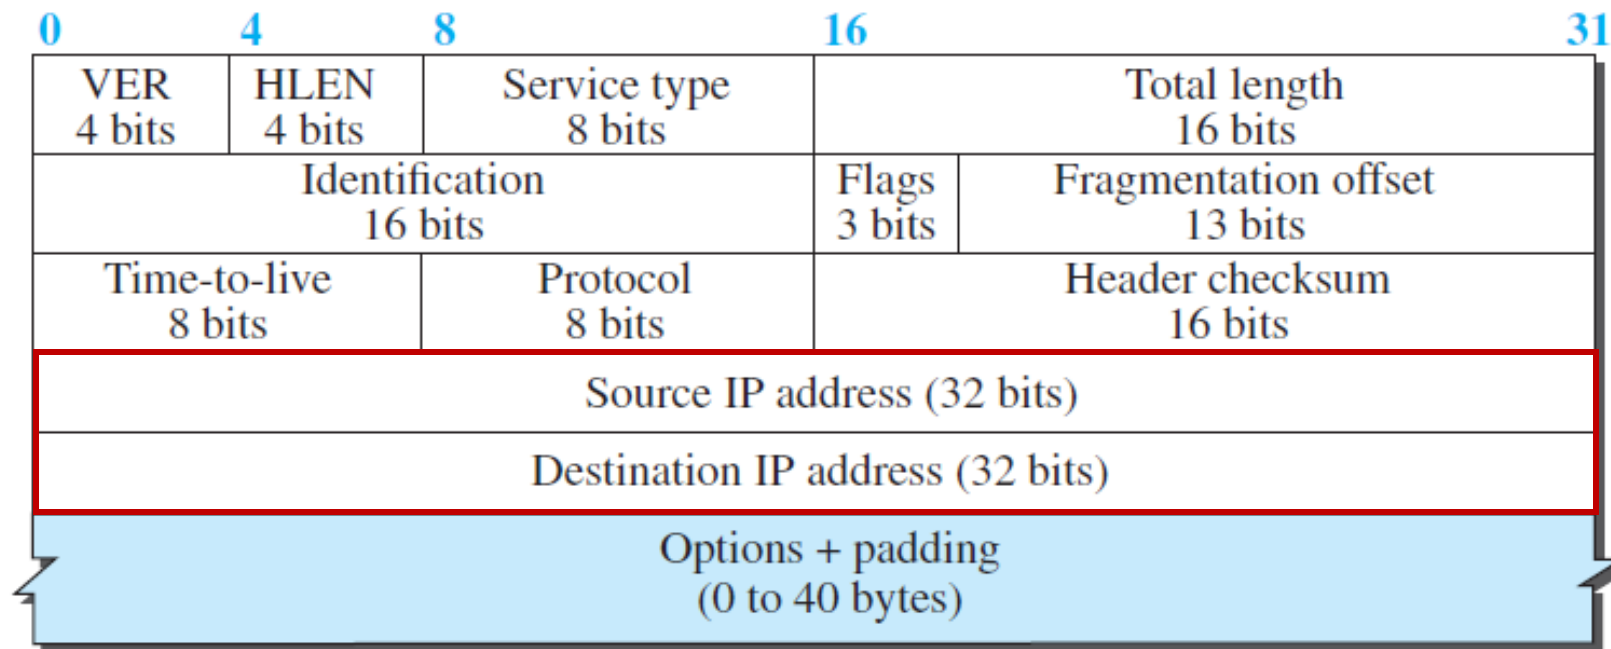 0 4 8 16 31
VER HLEN Service type Total length
4 bits 4 bits 8 bits 16 bits
Identification Flags Fragmentation offset
16 bits 3 bits 13 bits
Time-to-live Protocol Header checksum
8 bits 8 bits 16 bits
Source IP address (32 bits)
Destination IP address (32 bits)
Options + padding
(0 to 40 bytes)